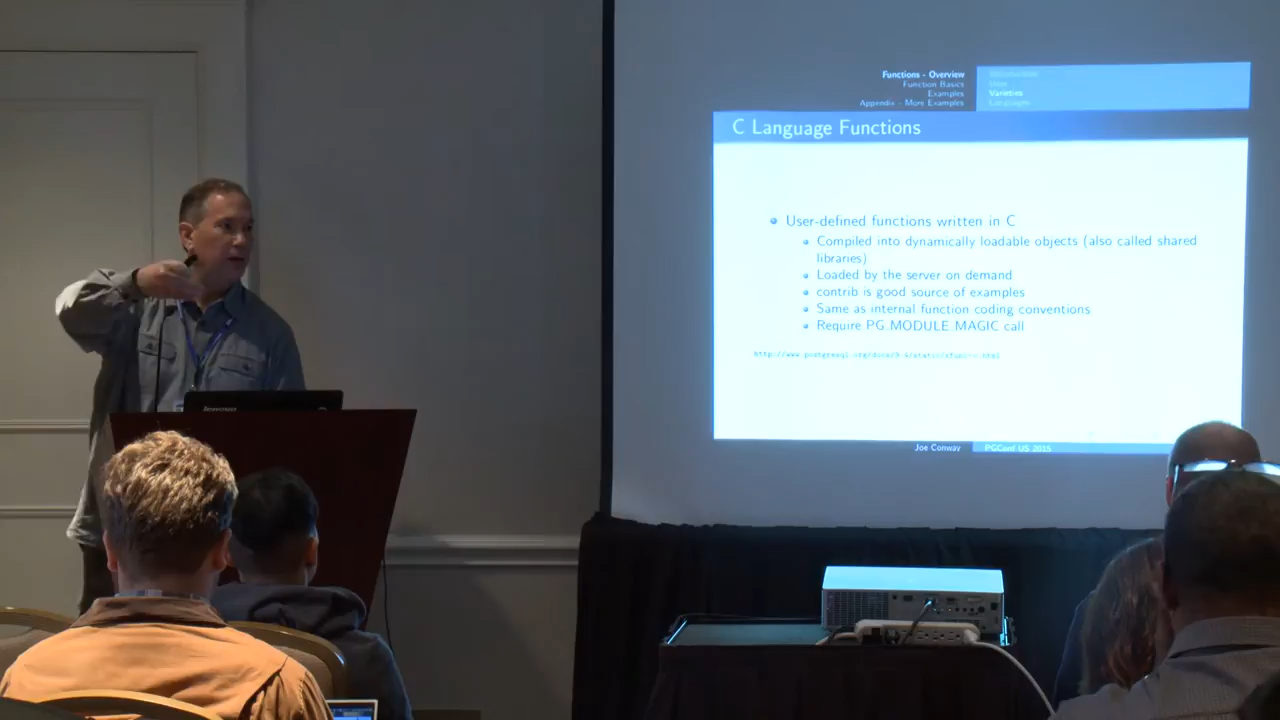 Functions - Overview
Function Basics
Examples
Appendix - More Examples
Varieties
Languages
C Language Functions
User-defined functions written in C
Compiled into dynamically loadable objects (also called shared
libraries)
Loaded by the server on demand
contrib is good source of examples
Same as internal function coding conventions
Require PG MODULE MAGIC call
Joe Conway
PGConf US 2015